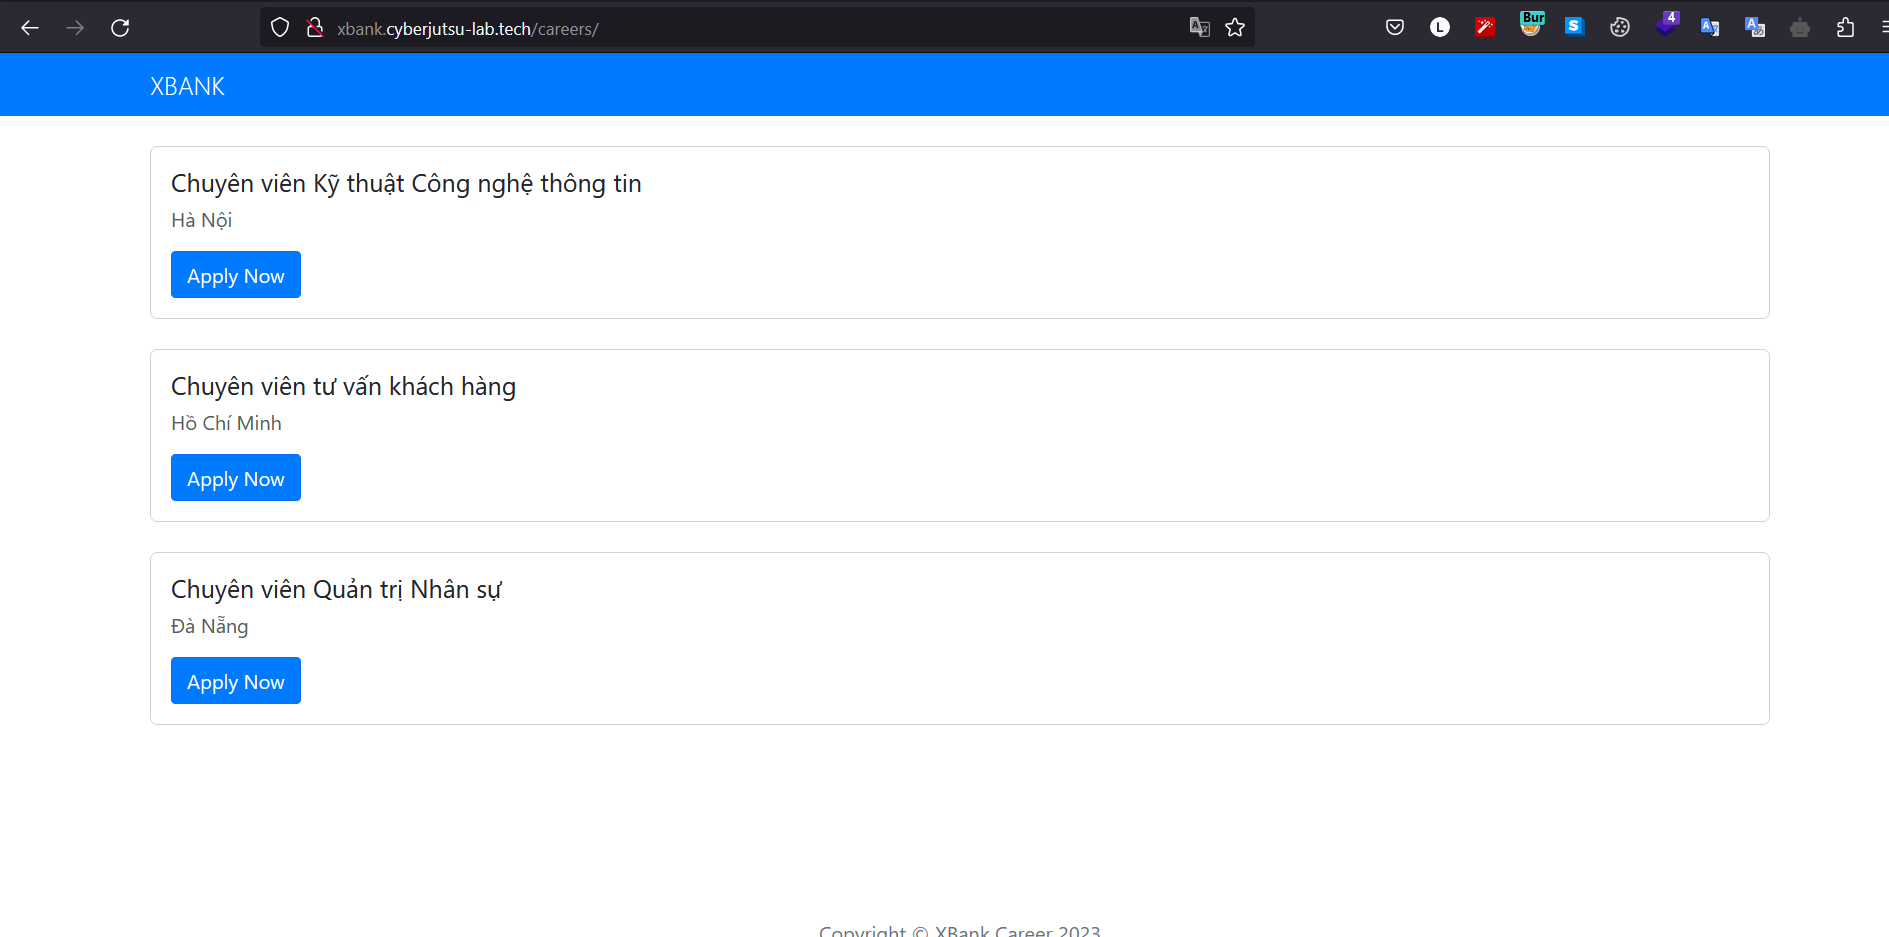 xbank.cyberjutsu-lab.tech/careers/
L
Bur
S
4
XBANK
Chuyên viên Kỹ thuật Công nghệ thông tin
Hà Nội
Apply Now
Chuyên viên tư vấn khách hàng
Hồ Chí Minh
Apply Now
Chuyên viên Quản trị Nhân sự
Đà Nẵng
Apply Now
Copyright © XBank Career 2023